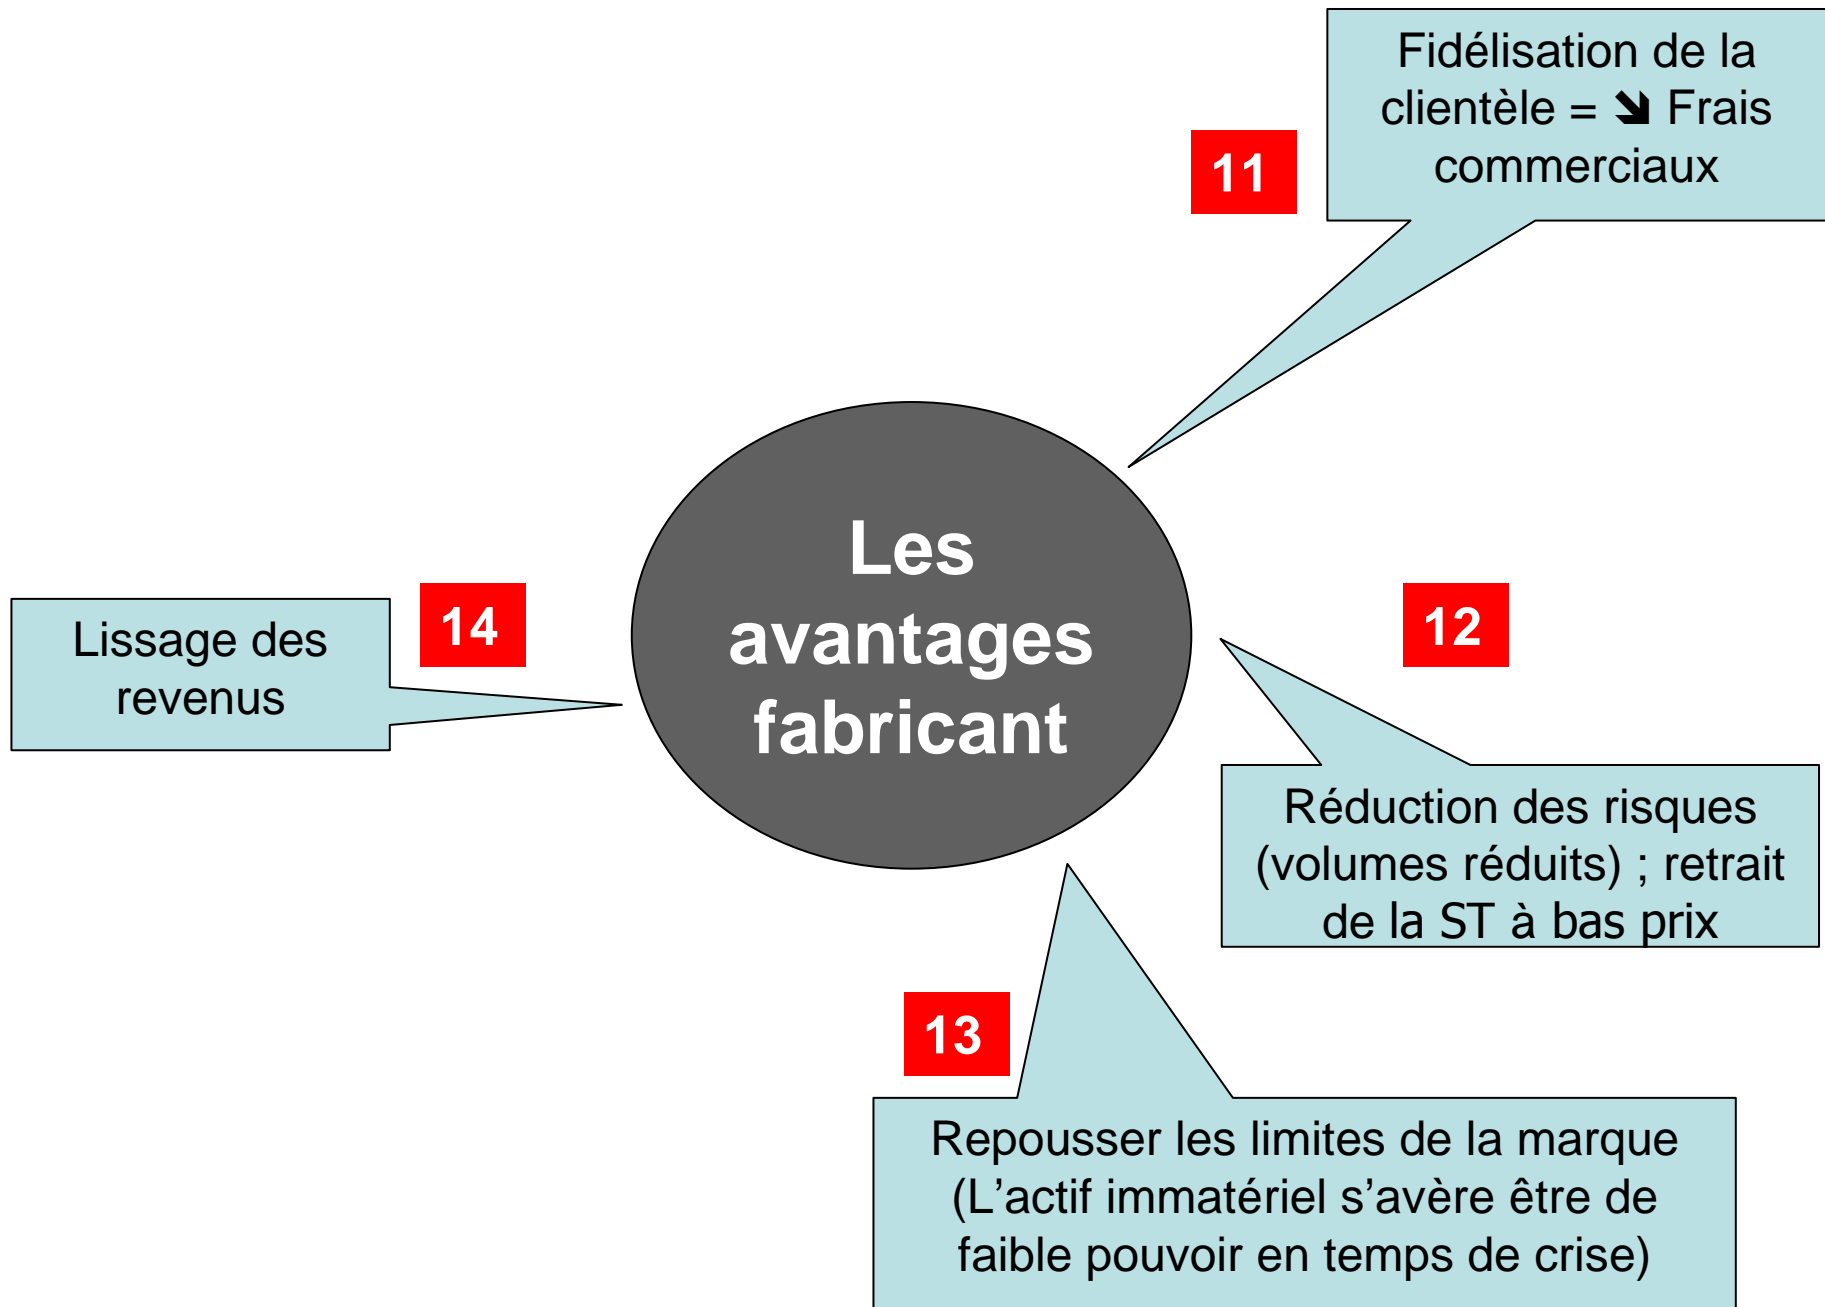 Fidélisation de la
clientèle = ➘ Frais
commerciaux
11
Les
avantages
fabricant
14
Lissage des
revenus
12
Réduction des risques
(volumes réduits) ; retrait
de la ST à bas prix
13
Repousser les limites de la marque
(L’actif immatériel s’avère être de
faible pouvoir en temps de crise)